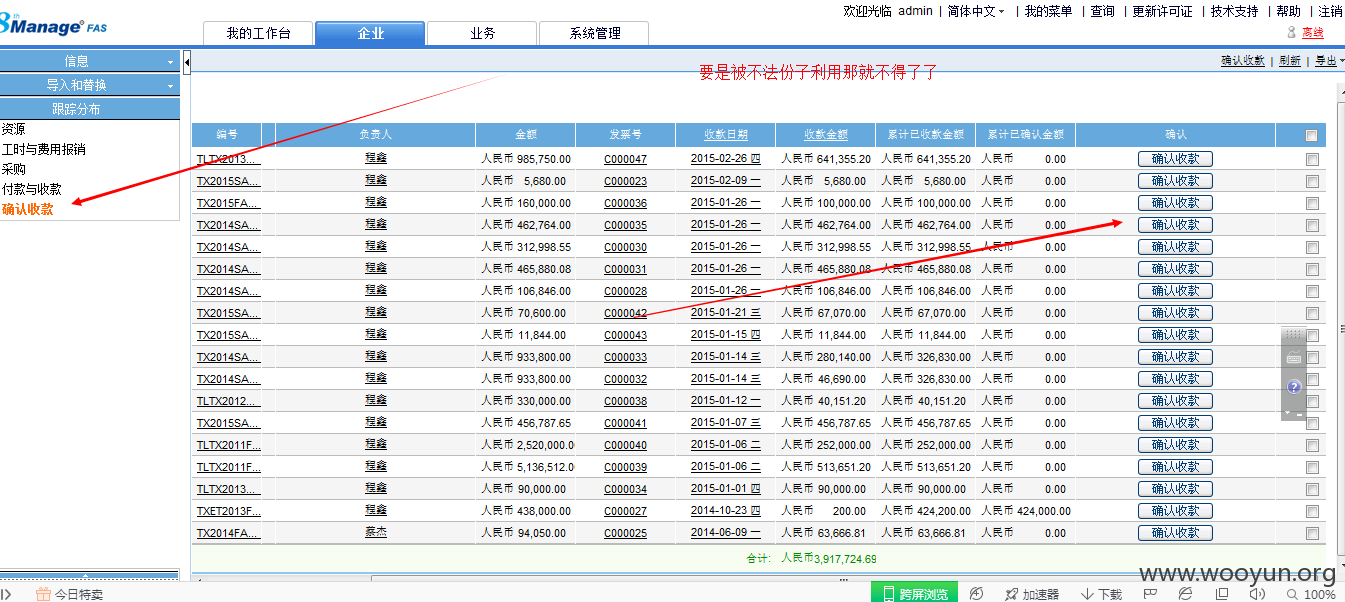 欢迎光临 admin | 简体中文 | 我的菜单 | 查询 | 更新许可证 | 技术支持 | 帮助 | 注销
8thManage® FAS
我的工作台 企业 业务 系统管理
离线
信息
导入和替换
跟踪分布
资源
工时与费用报销
采购
付款与收款
确认收款
确认收款 | 刷新 | 导出
要是被不法份子利用那就不得了了
编号 负责人 金额 发票号 收款日期 收款金额 累计已收款金额 累计已确认金额 确认
TLTX2013... 程鑫 人民币 985,750.00 C000047 2015-02-26 四 人民币 641,355.20 人民币 641,355.20 人民币 0.00 确认收款
TX2015SA... 程鑫 人民币 5,680.00 C000023 2015-02-09 一 人民币 5,680.00 人民币 5,680.00 人民币 0.00 确认收款
TX2015FA... 程鑫 人民币 160,000.00 C000036 2015-01-26 一 人民币 100,000.00 人民币 100,000.00 人民币 0.00 确认收款
TX2014SA... 程鑫 人民币 462,764.00 C000035 2015-01-26 一 人民币 462,764.00 人民币 462,764.00 人民币 0.00 确认收款
TX2014SA... 程鑫 人民币 312,998.55 C000030 2015-01-26 一 人民币 312,998.55 人民币 312,998.55 人民币 0.00 确认收款
TX2014SA... 程鑫 人民币 465,880.08 C000031 2015-01-26 一 人民币 465,880.08 人民币 465,880.08 人民币 0.00 确认收款
TX2014SA... 程鑫 人民币 106,846.00 C000028 2015-01-26 一 人民币 106,846.00 人民币 106,846.00 人民币 0.00 确认收款
TX2015SA... 程鑫 人民币 70,600.00 C000042 2015-01-21 三 人民币 67,070.00 人民币 67,070.00 人民币 0.00 确认收款
TX2015SA... 程鑫 人民币 11,844.00 C000043 2015-01-15 四 人民币 11,844.00 人民币 11,844.00 人民币 0.00 确认收款
TX2014SA... 程鑫 人民币 933,800.00 C000033 2015-01-14 三 人民币 280,140.00 人民币 326,830.00 人民币 0.00 确认收款
TX2014SA... 程鑫 人民币 933,800.00 C000032 2015-01-14 三 人民币 46,690.00 人民币 326,830.00 人民币 0.00 确认收款
TLTX2012... 程鑫 人民币 330,000.00 C000038 2015-01-12 一 人民币 40,151.20 人民币 40,151.20 人民币 0.00 确认收款
TX2015SA... 程鑫 人民币 456,787.65 C000041 2015-01-07 三 人民币 456,787.65 人民币 456,787.65 人民币 0.00 确认收款
TLTX2011F... 程鑫 人民币 2,520,000.0 C000040 2015-01-06 二 人民币 252,000.00 人民币 252,000.00 人民币 0.00 确认收款
TLTX2011F... 程鑫 人民币 5,136,512.0 C000039 2015-01-06 二 人民币 513,651.20 人民币 513,651.20 人民币 0.00 确认收款
TLTX2013... 程鑫 人民币 90,000.00 C000034 2015-01-01 四 人民币 90,000.00 人民币 90,000.00 人民币 0.00 确认收款
TXET2013F... 程鑫 人民币 438,000.00 C000027 2014-10-23 四 人民币 200.00 人民币 424,200.00 人民币 424,000.00 确认收款
TX2014FA... 蔡杰 人民币 94,050.00 C000025 2014-06-09 一 人民币 63,666.81 人民币 63,666.81 人民币 0.00 确认收款
合计: 人民币3,917,724.69
www.wooyun.org
今日特卖 跨屏浏览 加速器 下载 100%